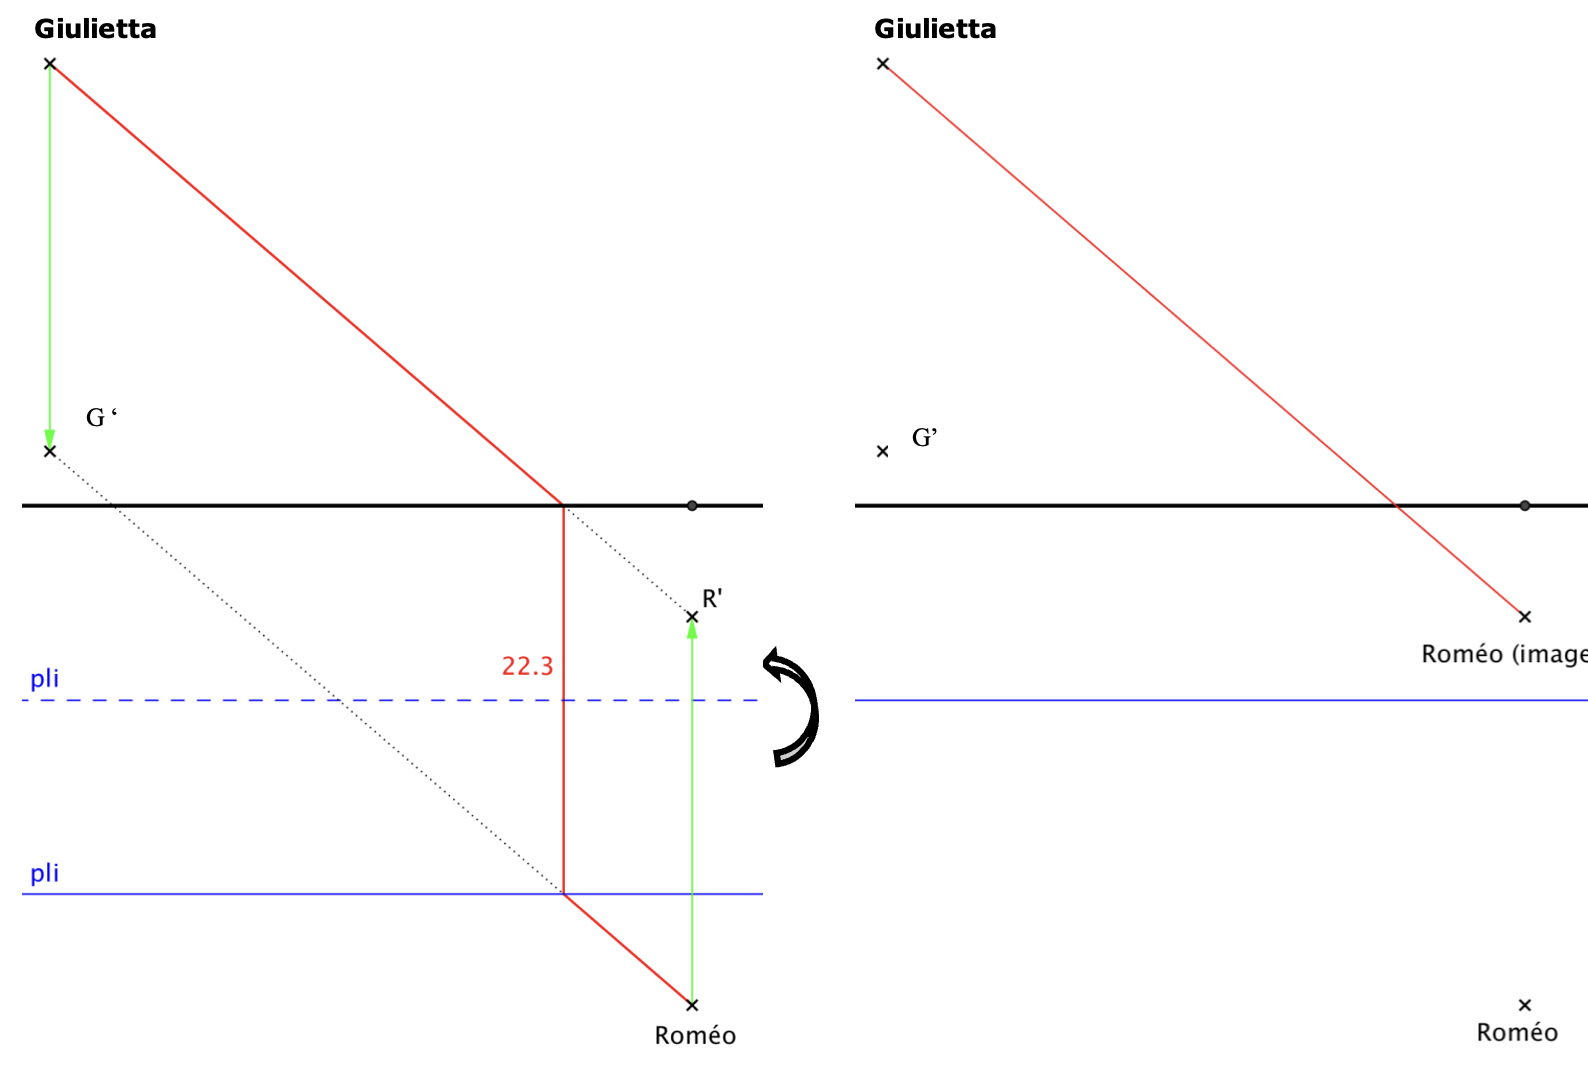 Giulietta
G ‘
R'
22.3
pli
pli
Roméo
Giulietta
G’
Roméo (image
Roméo